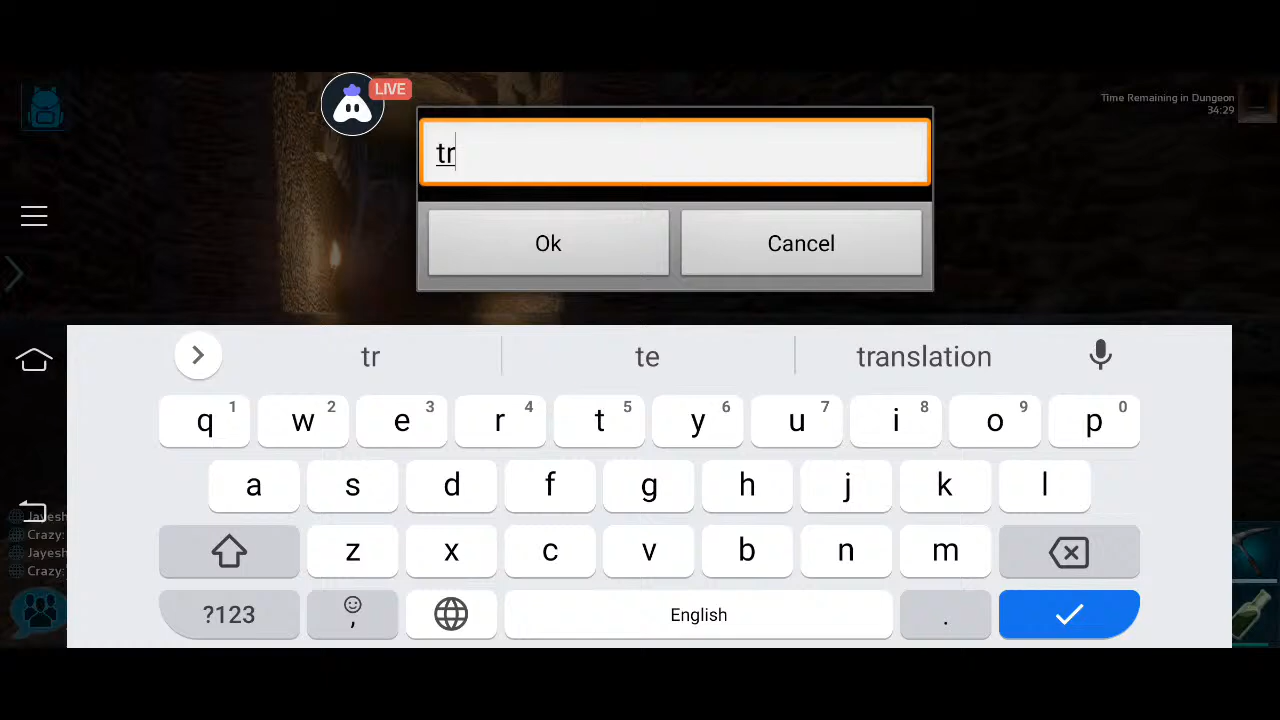 LIVE
Time Remaining in Dungeon
34:29
tr
Ok
Cancel
tr
te
translation
q 1 w 2 e 3 r 4 t 5 y 6 u 7 i 8 o 9 p 0
a s d f g h j k l
z x c v b n m
?123 , English .
Jayesh
Crazy:
Jayesh
Crazy: